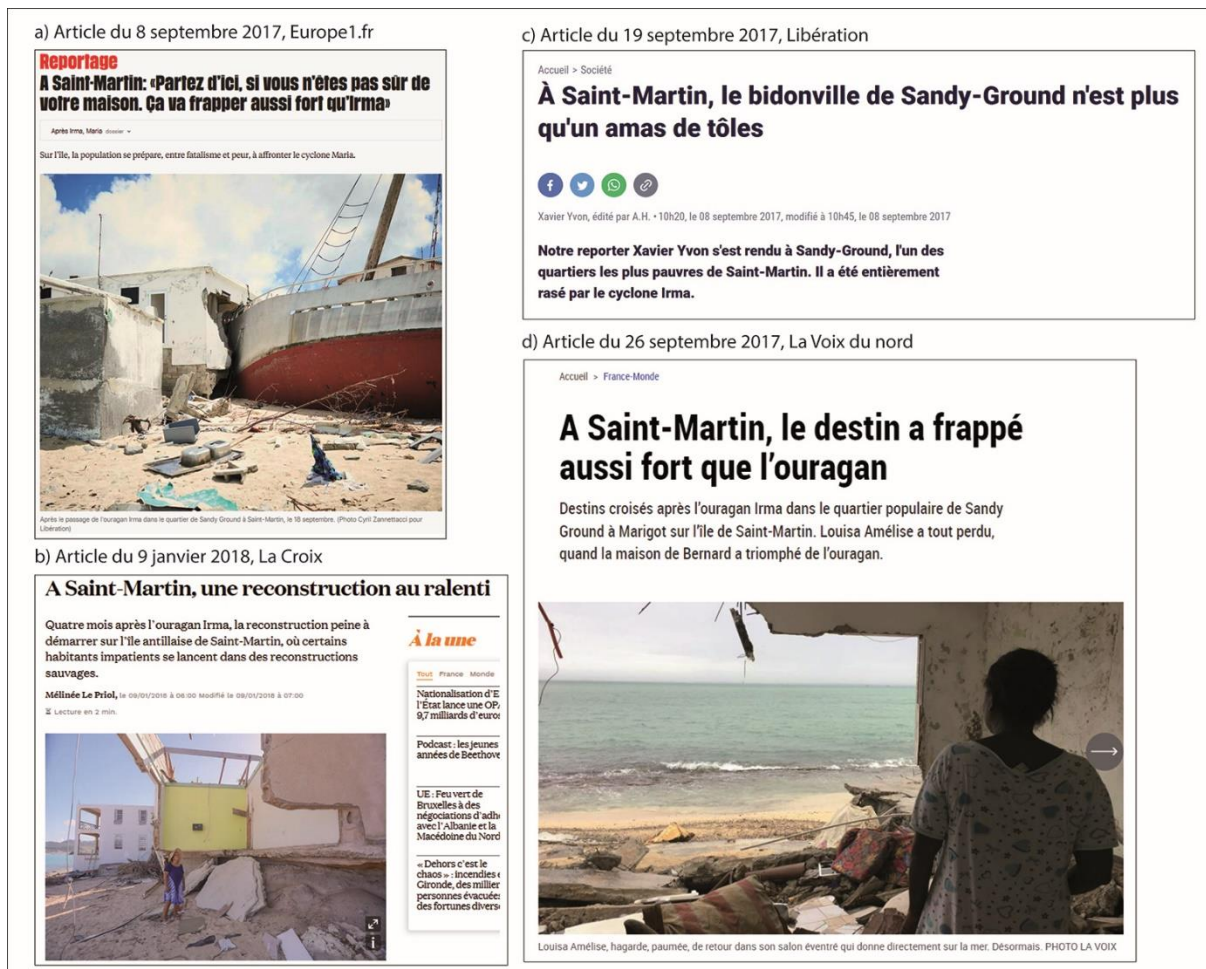 a) Article du 8 septembre 2017, Europe1.fr
Reportage
A Saint-Martin: «Partez d'ici, si vous n'êtes pas sûr de
votre maison. Ça va frapper aussi fort qu'Irma»
Après Irma, Maria dossier
Sur l'île, la population se prépare, entre fatalisme et peur, à affronter le cyclone Maria.
Après le passage de l'ouragan Irma dans le quartier de Sandy Ground à Saint-Martin, le 18 septembre. (Photo Cyril Zannettacci pour
Libération)
b) Article du 9 janvier 2018, La Croix
A Saint-Martin, une reconstruction au ralenti
Quatre mois après l'ouragan Irma, la reconstruction peine à
démarrer sur l'île antillaise de Saint-Martin, où certains
habitants impatients se lancent dans des reconstructions
sauvages.
Mélinée Le Priol, le 09/01/2018 à 06:00 Modifié le 09/01/2018 à 07:00
Lecture en 2 min.
À la une
Tout France Monde
Nationalisation d'E
l'État lance une OPA
9,7 milliards d'euros
Podcast : les jeunes
années de Beethove
UE : Feu vert de
Bruxelles à des
négociations d'adhé
avec l'Albanie et la
Macédoine du Nord
« Dehors c'est le
chaos » : incendies e
Gironde, des millier
personnes évacuées
des fortunes diverse
c) Article du 19 septembre 2017, Libération
Accueil > Société
À Saint-Martin, le bidonville de Sandy-Ground n'est plus
qu'un amas de tôles
Xavier Yvon, édité par A.H. • 10h20, le 08 septembre 2017, modifié à 10h45, le 08 septembre 2017
Notre reporter Xavier Yvon s'est rendu à Sandy-Ground, l'un des
quartiers les plus pauvres de Saint-Martin. Il a été entièrement
rasé par le cyclone Irma.
d) Article du 26 septembre 2017, La Voix du nord
Accueil > France-Monde
A Saint-Martin, le destin a frappé
aussi fort que l'ouragan
Destins croisés après l'ouragan Irma dans le quartier populaire de Sandy
Ground à Marigot sur l'île de Saint-Martin. Louisa Amélise a tout perdu,
quand la maison de Bernard a triomphé de l'ouragan.
Louisa Amélise, hagarde, paumée, de retour dans son salon éventré qui donne directement sur la mer. Désormais. PHOTO LA VOIX